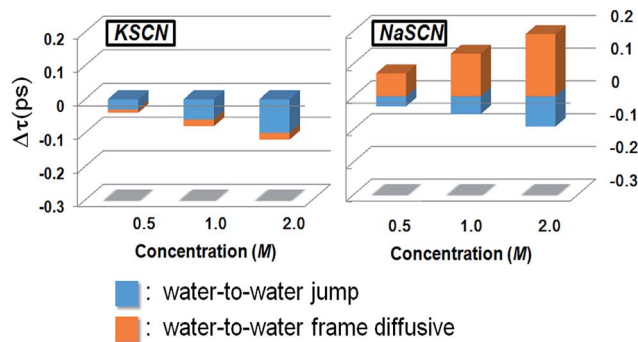 KSCN
NaSCN
Δτ(ps)
0.2
0.1
0
-0.1
-0.2
-0.3
0.2
0.1
0
-0.1
-0.2
-0.3
0.5 1.0 2.0
0.5 1.0 2.0
Concentration (M)
Concentration (M)
: water-to-water jump
: water-to-water frame diffusive